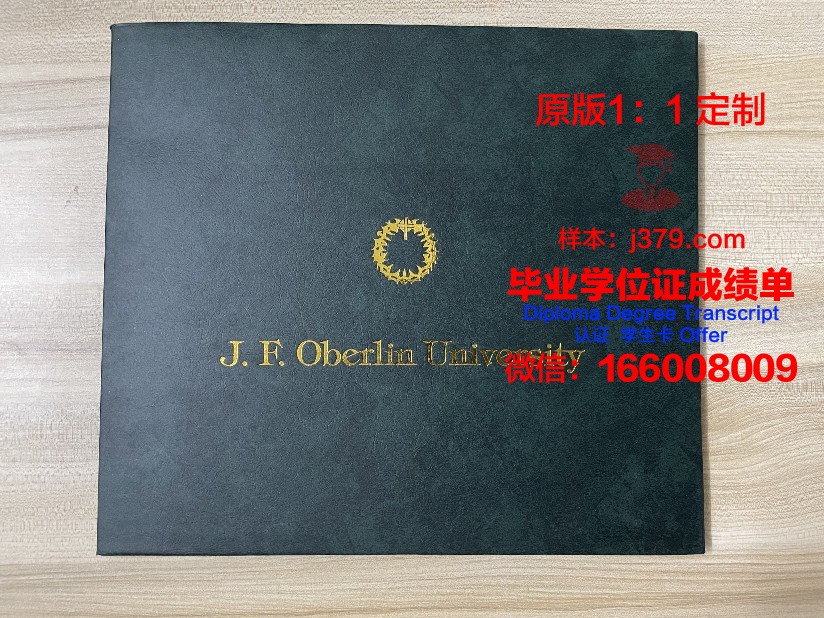 原版1：1 定制
样本：j379.com
毕业学位证成绩单
Diploma Degree Transcript
认证 学生卡 Offer
J. F. Oberlin University
微信：166008009